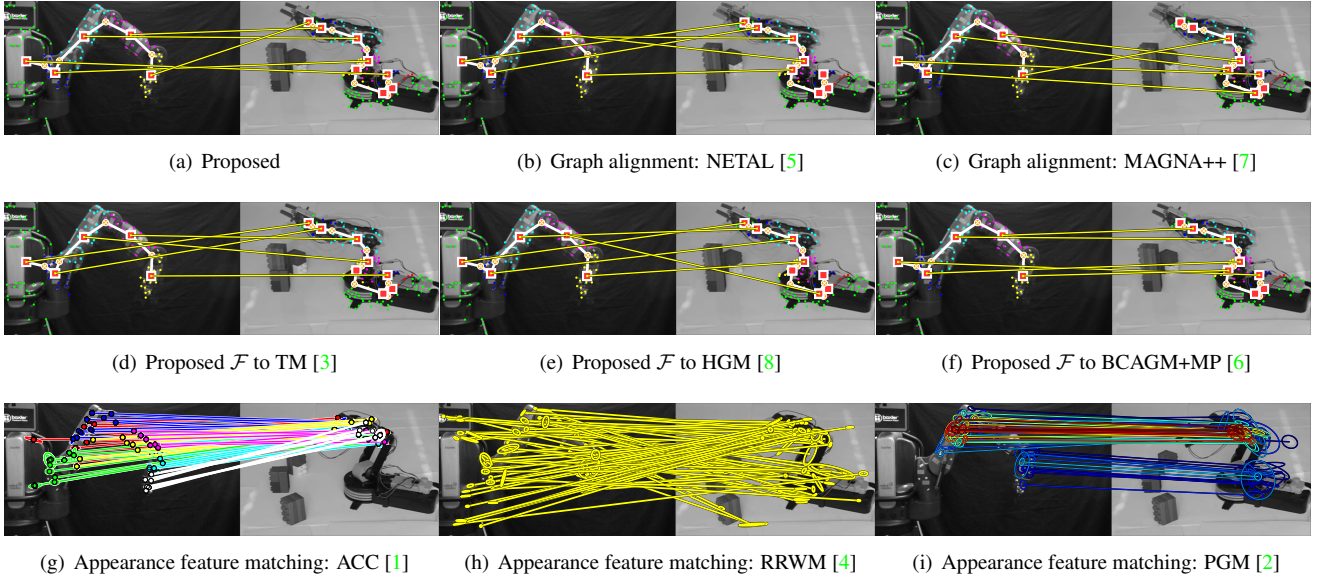 (a) Proposed
(b) Graph alignment: NETAL [5]
(c) Graph alignment: MAGNA++ [7]
(d) Proposed ℱ to TM [3]
(e) Proposed ℱ to HGM [8]
(f) Proposed ℱ to BCAGM+MP [6]
(g) Appearance feature matching: ACC [1]
(h) Appearance feature matching: RRWM [4]
(i) Appearance feature matching: PGM [2]